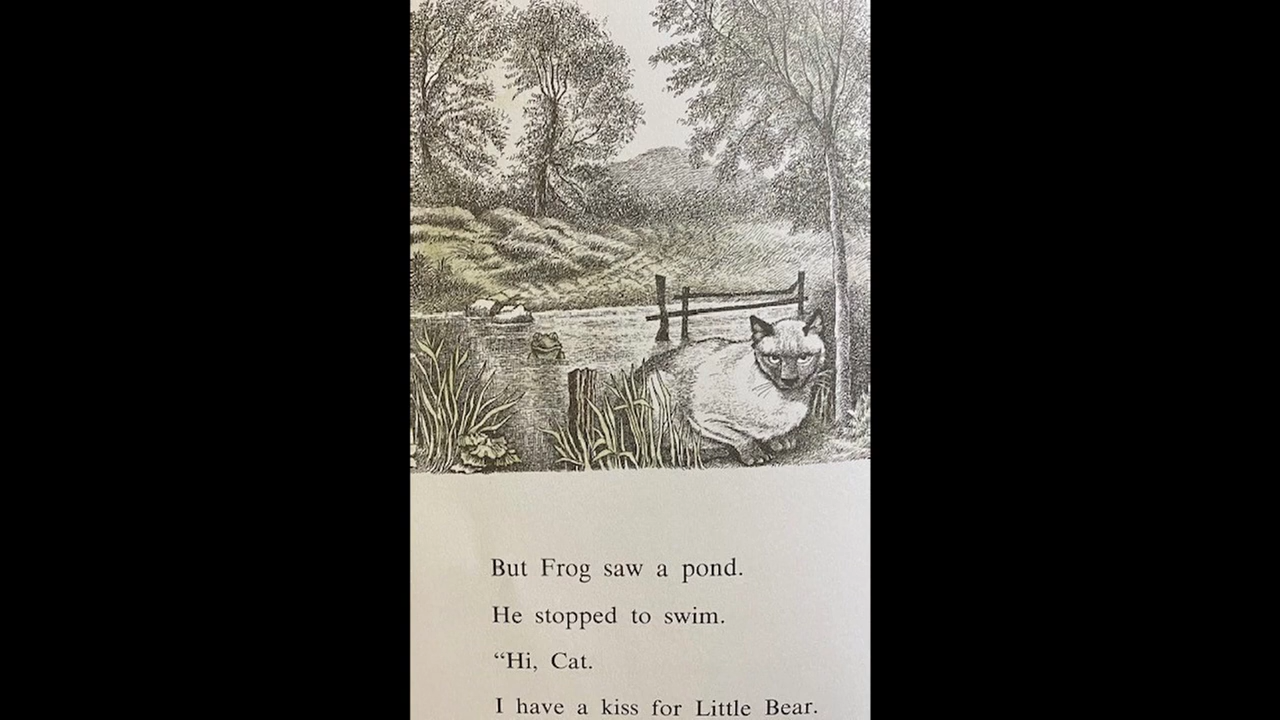 But Frog saw a pond.
He stopped to swim.
“Hi, Cat.
I have a kiss for Little Bear.